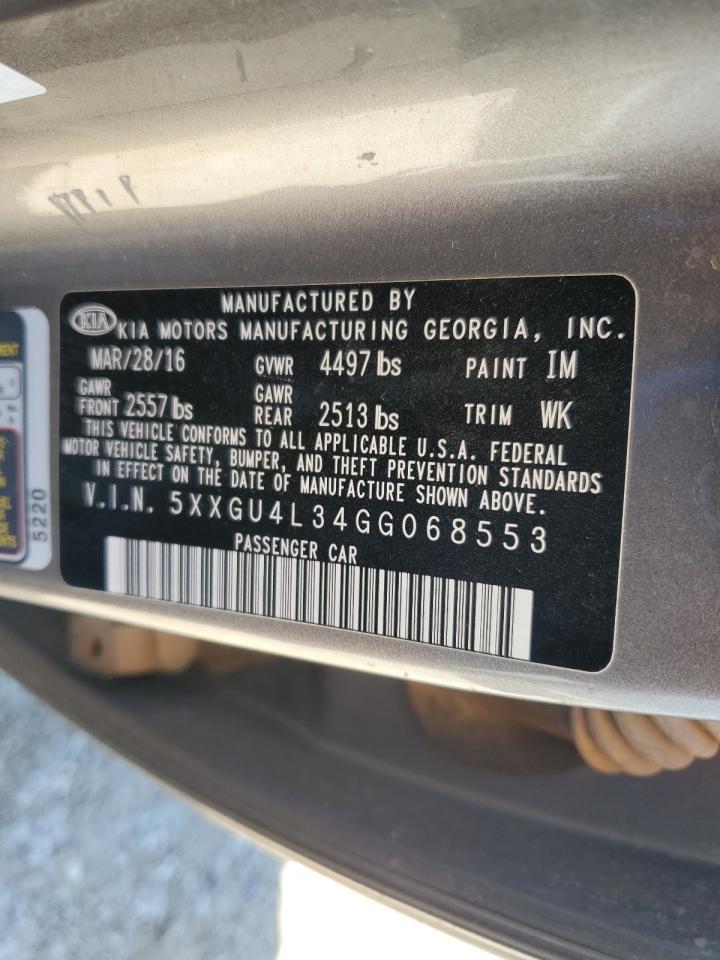 MANUFACTURED BY
KIA KIA MOTORS MANUFACTURING GEORGIA, INC.
MAR/28/16 GVWR 4497 lbs PAINT IM
GAWR FRONT 2557 lbs GAWR REAR 2513 lbs TRIM WK
THIS VEHICLE CONFORMS TO ALL APPLICABLE U.S.A. FEDERAL
MOTOR VEHICLE SAFETY, BUMPER, AND THEFT PREVENTION STANDARDS
IN EFFECT ON THE DATE OF MANUFACTURE SHOWN ABOVE.
V.I.N. 5XXGU4L34GG068553
PASSENGER CAR
5220